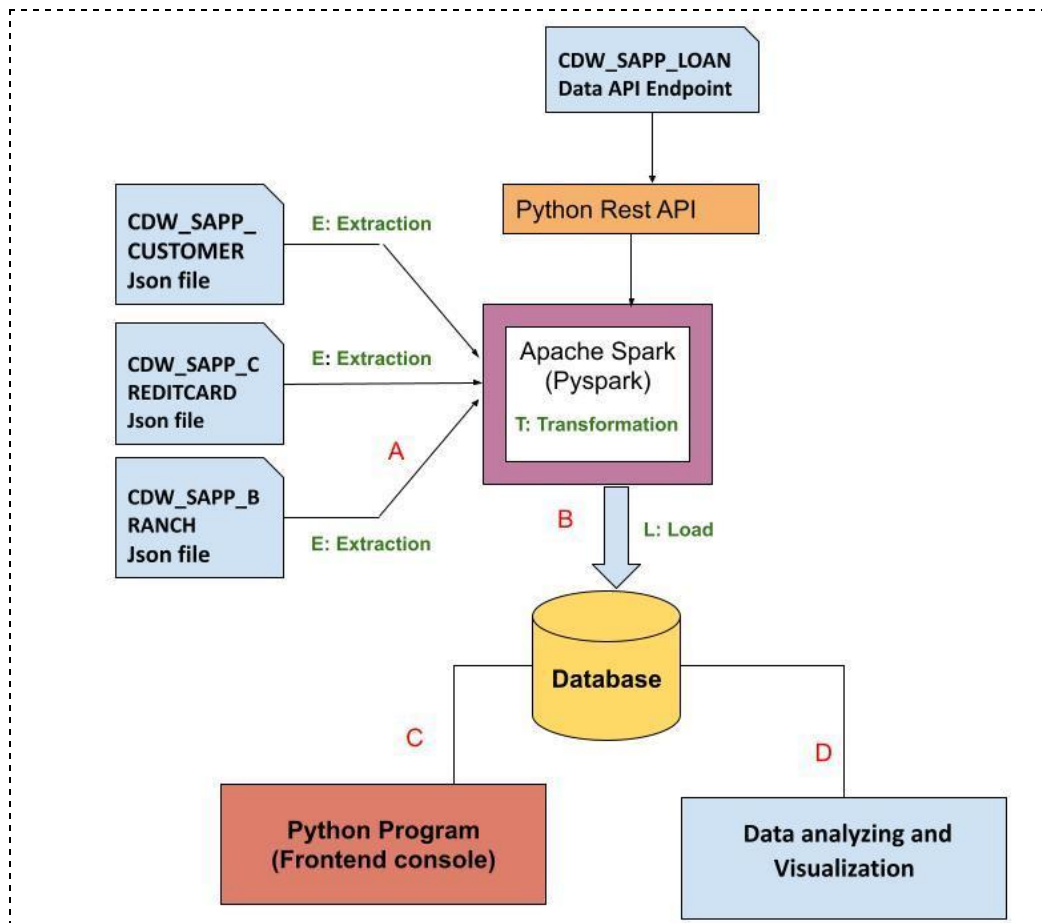 CDW_SAPP_LOAN
Data API Endpoint
Python Rest API
CDW_SAPP_
CUSTOMER
Json file
E: Extraction
CDW_SAPP_C
REDITCARD
Json file
E: Extraction
Apache Spark
(Pyspark)
T: Transformation
A
CDW_SAPP_B
RANCH
Json file
E: Extraction
B
L: Load
Database
C
D
Python Program
(Frontend console)
Data analyzing and
Visualization